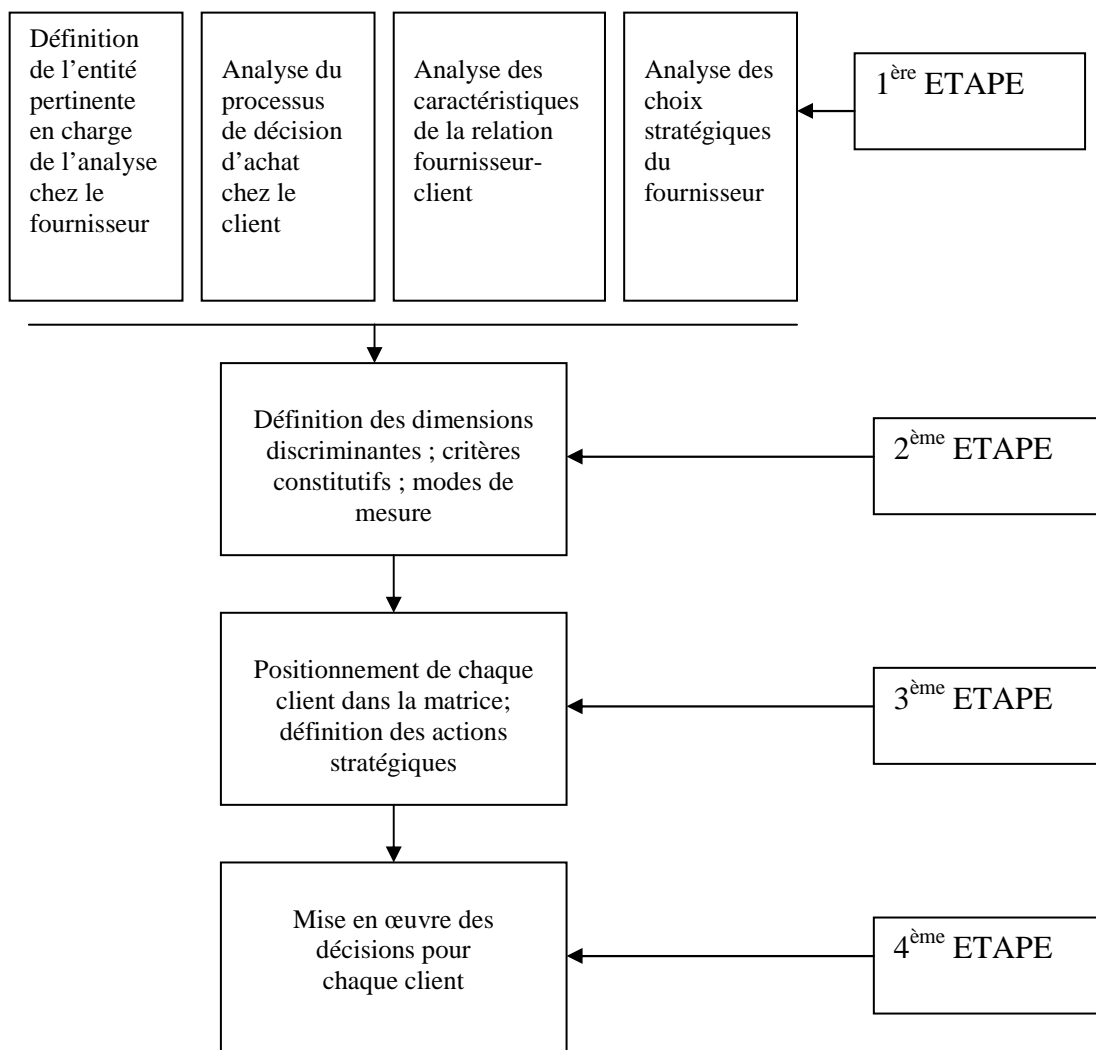 Définition
de l'entité
pertinente
en charge
de l'analyse
chez le
fournisseur
Analyse du
processus
de décision
d'achat
chez le
client
Analyse des
caractéristiques
de la relation
fournisseur-
client
Analyse des
choix
stratégiques
du
fournisseur
1ère ETAPE
Définition des dimensions
discriminantes ; critères
constitutifs ; modes de
mesure
2ème ETAPE
Positionnement de chaque
client dans la matrice;
définition des actions
stratégiques
3ème ETAPE
Mise en œuvre des
décisions pour
chaque client
4ème ETAPE